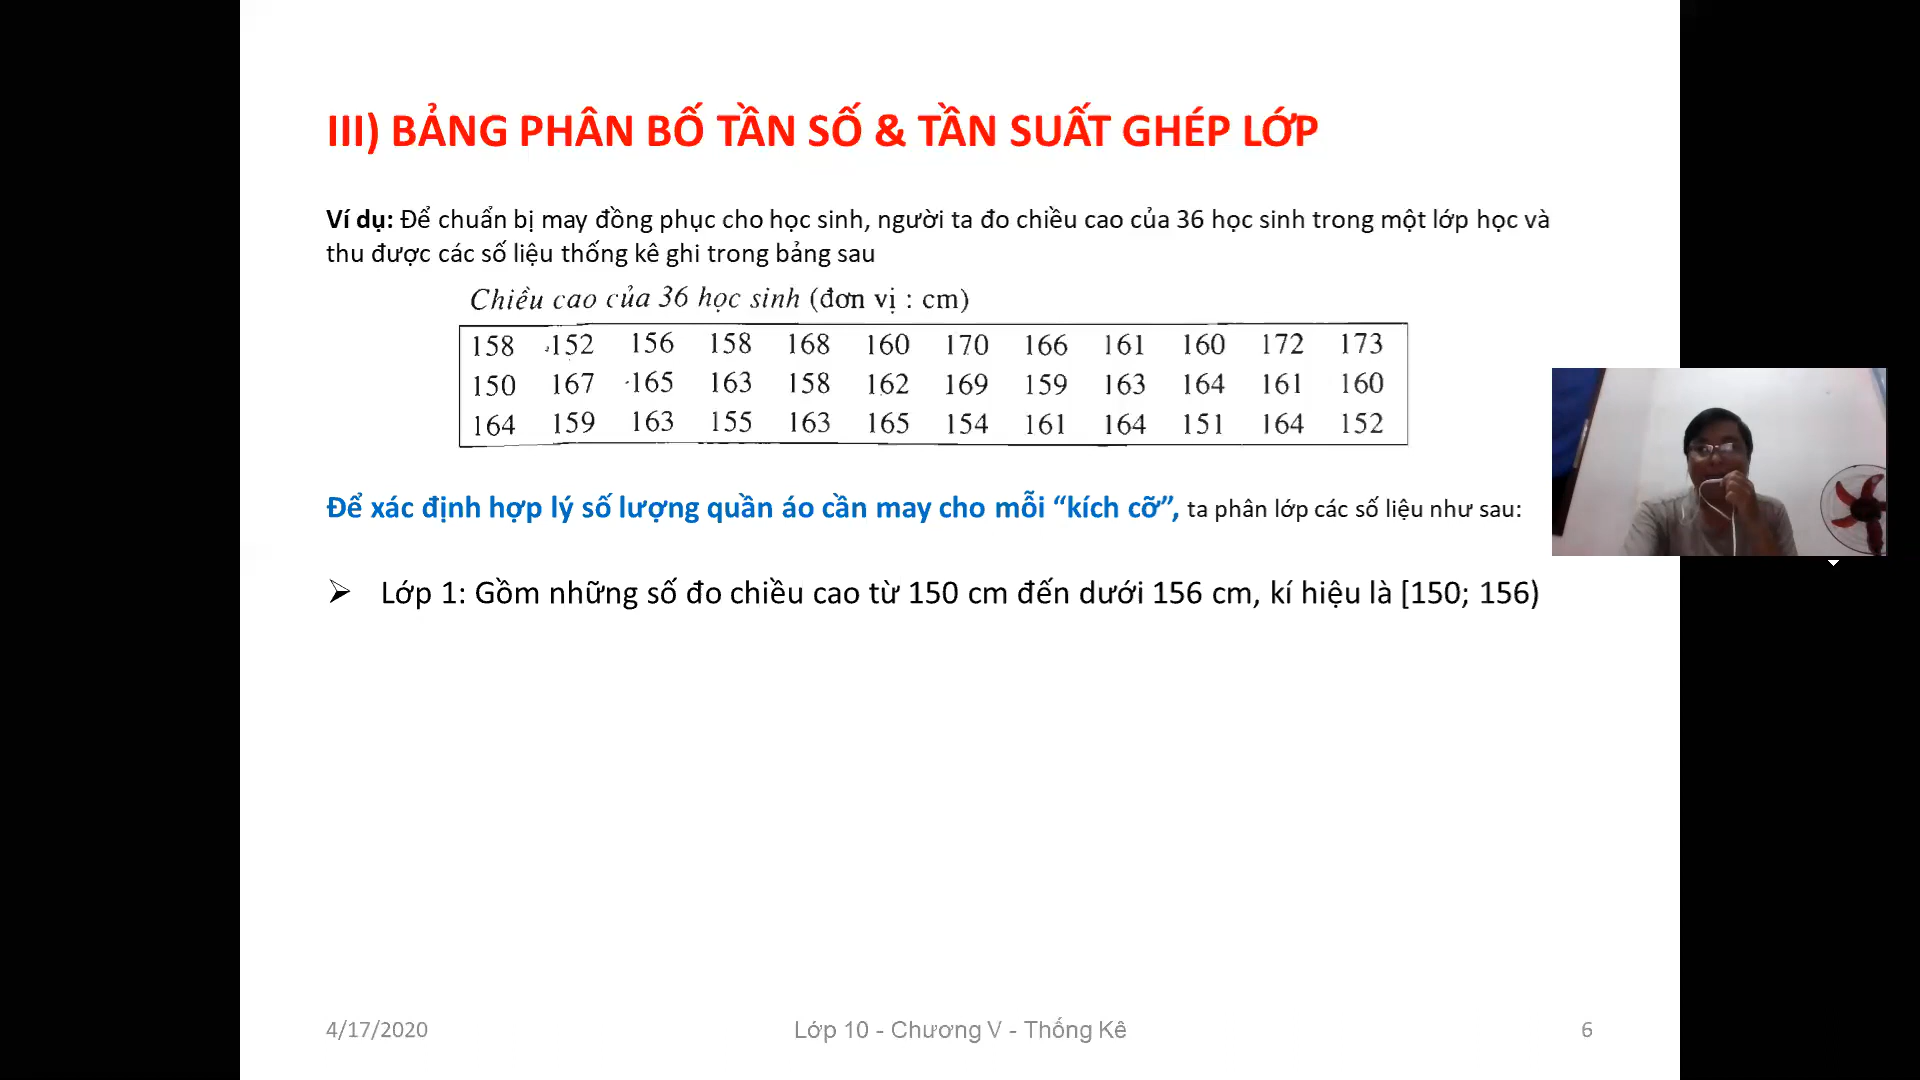 III) BẢNG PHÂN BỐ TẦN SỐ & TẦN SUẤT GHÉP LỚP
Ví dụ: Để chuẩn bị may đồng phục cho học sinh, người ta đo chiều cao của 36 học sinh trong một lớp học và
thu được các số liệu thống kê ghi trong bảng sau
Chiều cao của 36 học sinh (đơn vị : cm)
158 152 156 158 168 160 170 166 161 160 172 173
150 167 165 163 158 162 169 159 163 164 161 160
164 159 163 155 163 165 154 161 164 151 164 152
Để xác định hợp lý số lượng quần áo cần may cho mỗi “kích cỡ”, ta phân lớp các số liệu như sau:
➢ Lớp 1: Gồm những số đo chiều cao từ 150 cm đến dưới 156 cm, kí hiệu là [150; 156)
4/17/2020 Lớp 10 - Chương V - Thống Kê 6